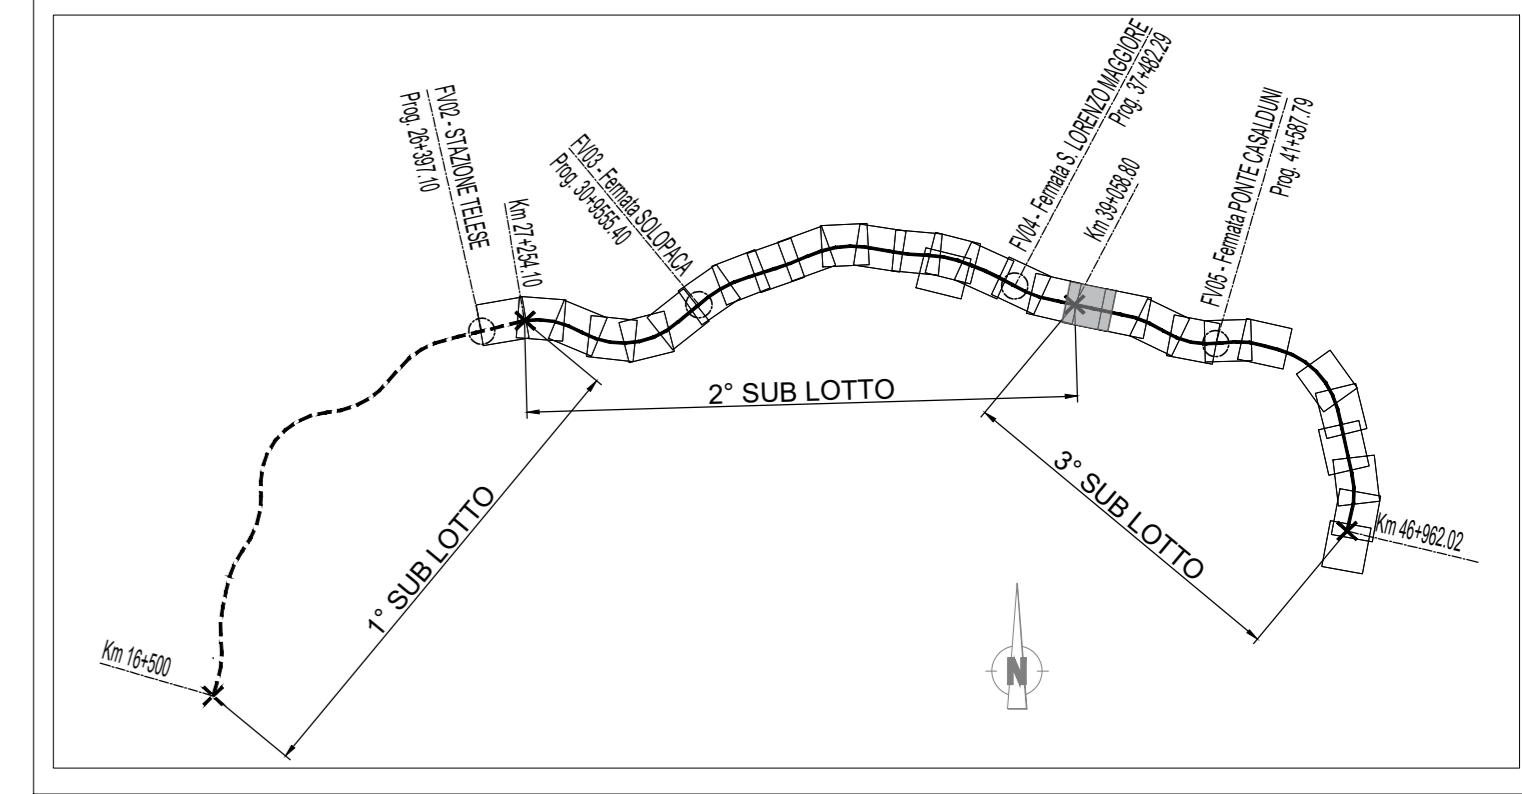 FV02 - STAZIONE TELESE
Prog. 26+397.10
Km 27+254.10
FV03 - Fermata SOLOPACA
Prog. 30+9555.40
FV04 - Fermata S. LORENZO MAGGIORE
Prog. 37+482.29
Km 39+058.80
FV05 - Fermata PONTE CASALDUNI
Prog. 41+587.79
2° SUB LOTTO
1° SUB LOTTO
3° SUB LOTTO
Km 46+962.02
Km 16+500
N